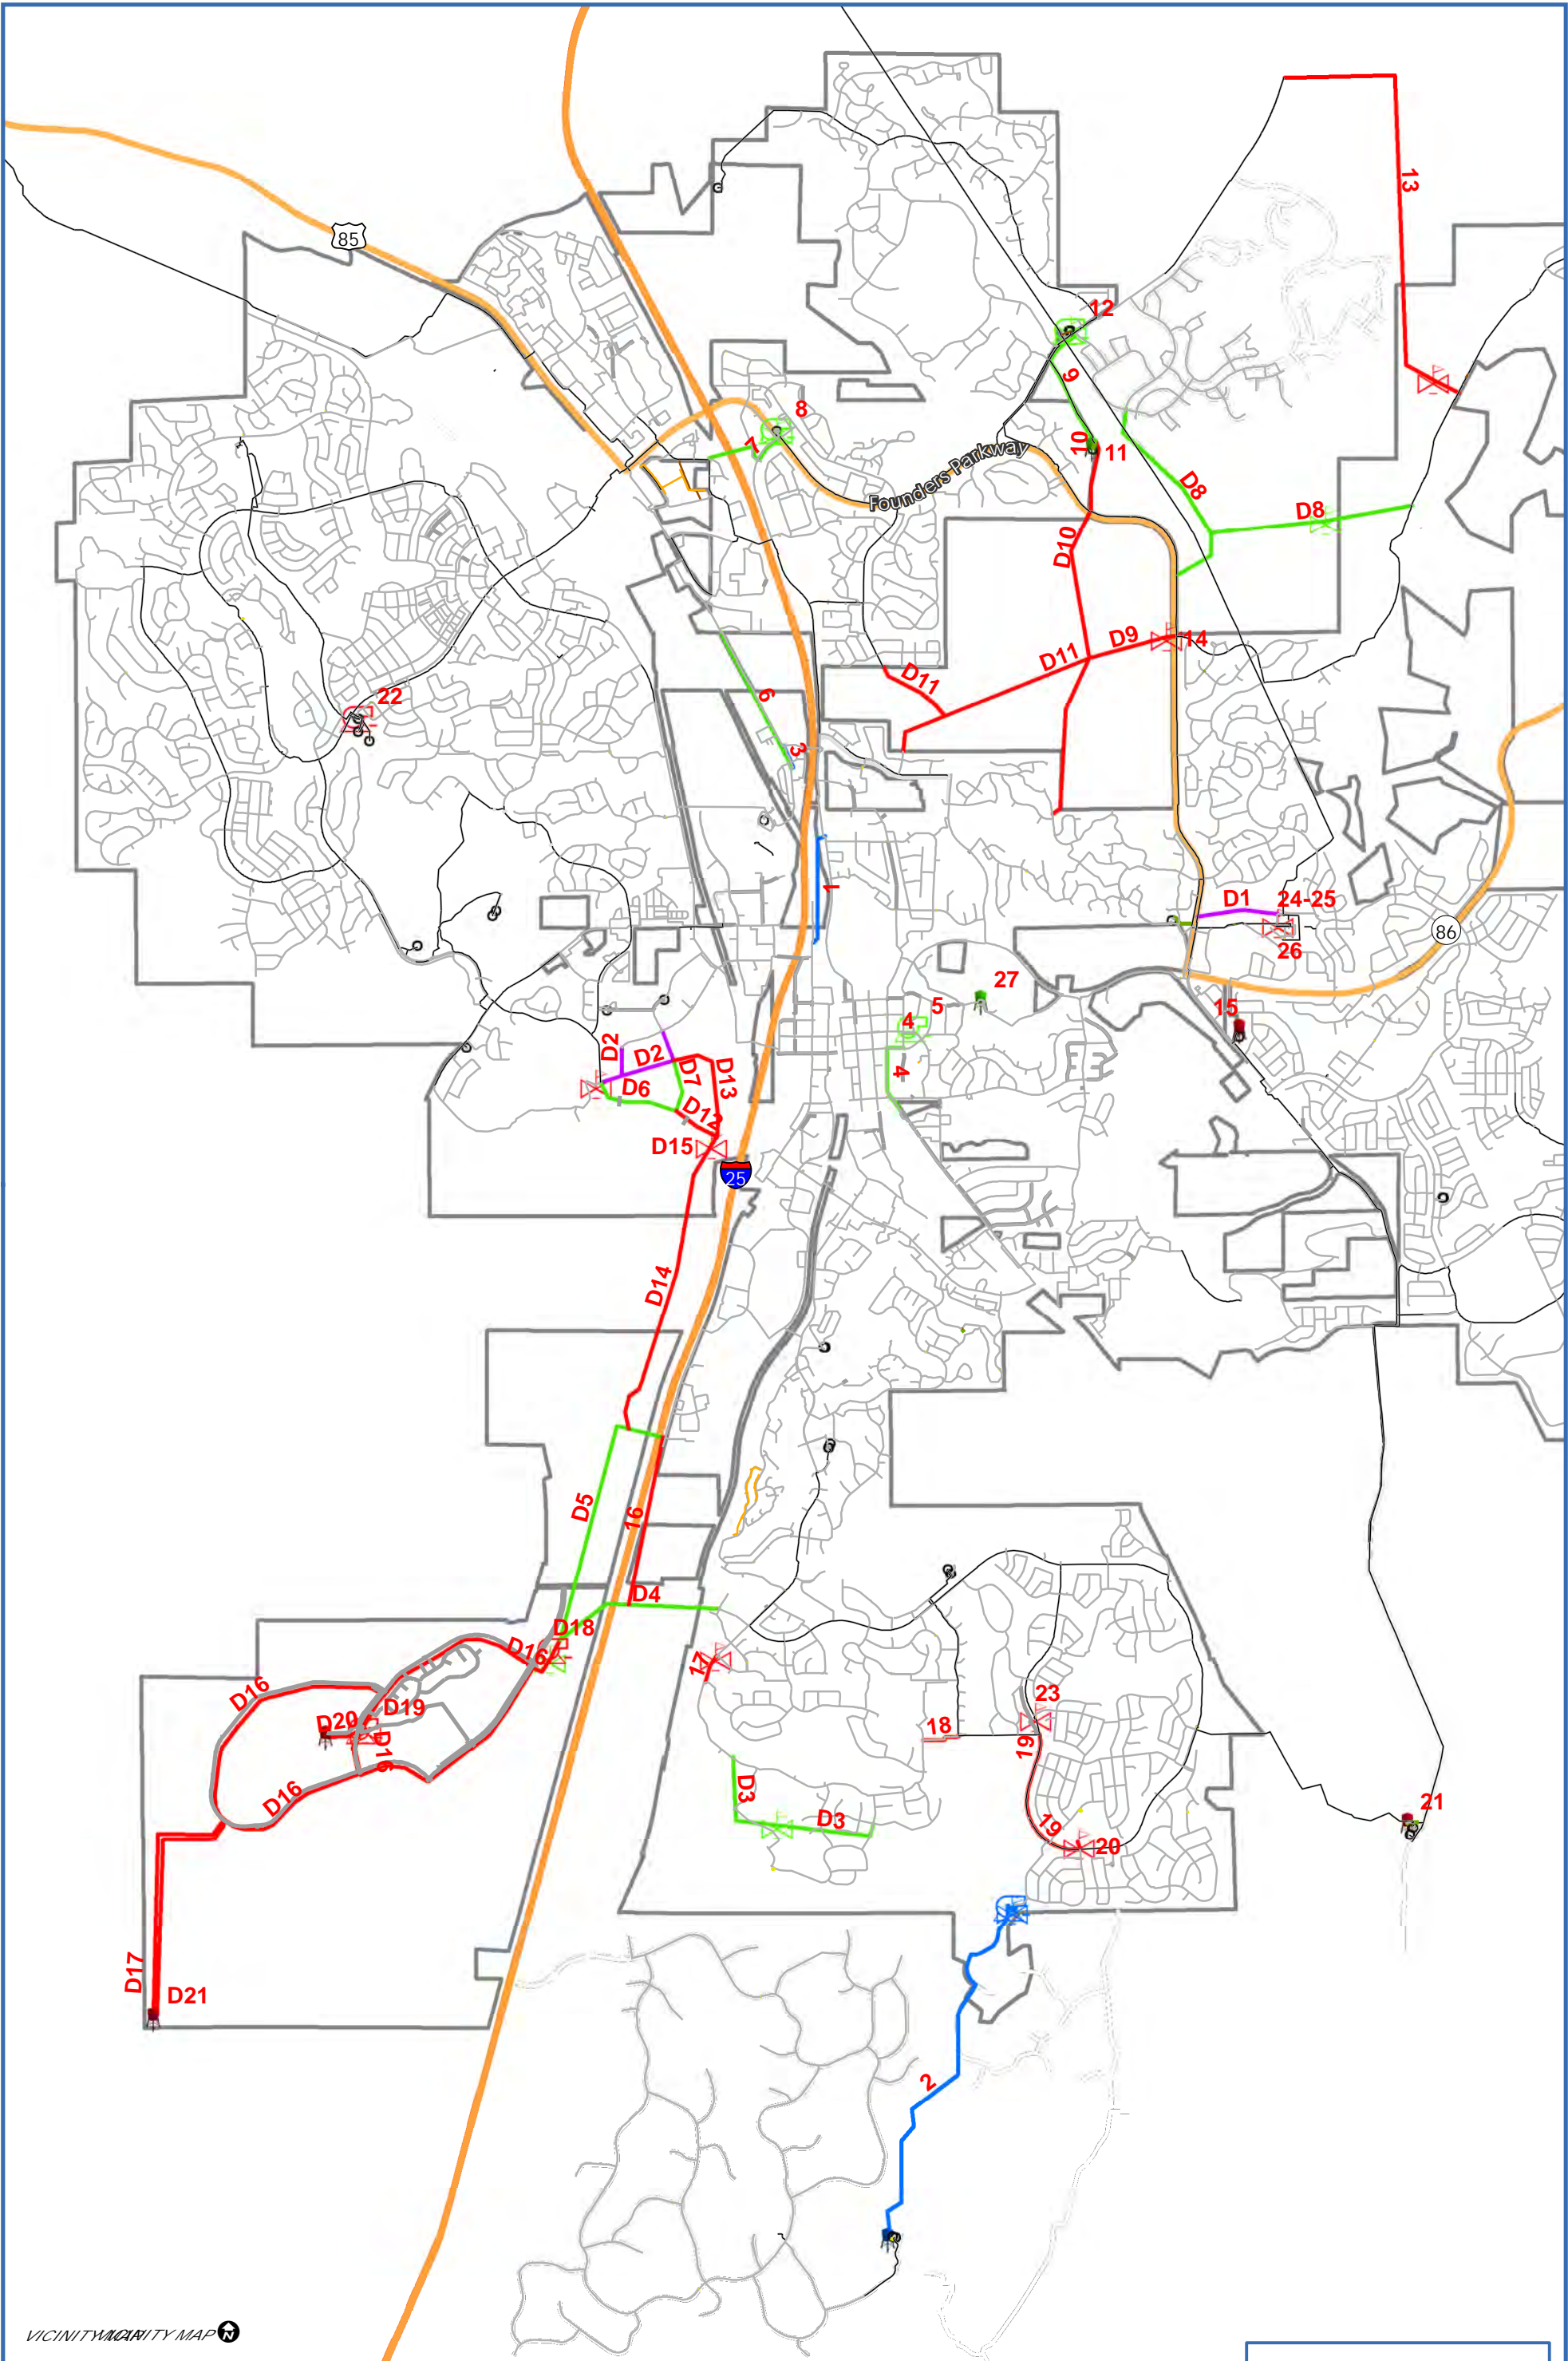 13
85
12
9
8
7
10
11
Founders Parkway
D8
D8
D10
14
D9
D11
D11
6
22
3
1
D1
24-25
86
26
27
5
15
4
D2
D2
D7
D13
D6
4
D12
D15
25
D14
D5
16
D4
D18
D16
17
D16
D19
23
D20
18
D16
19
D3
D16
D3
21
19
20
D17
D21
2
VICINITY MAP
VICINITY MAP
N